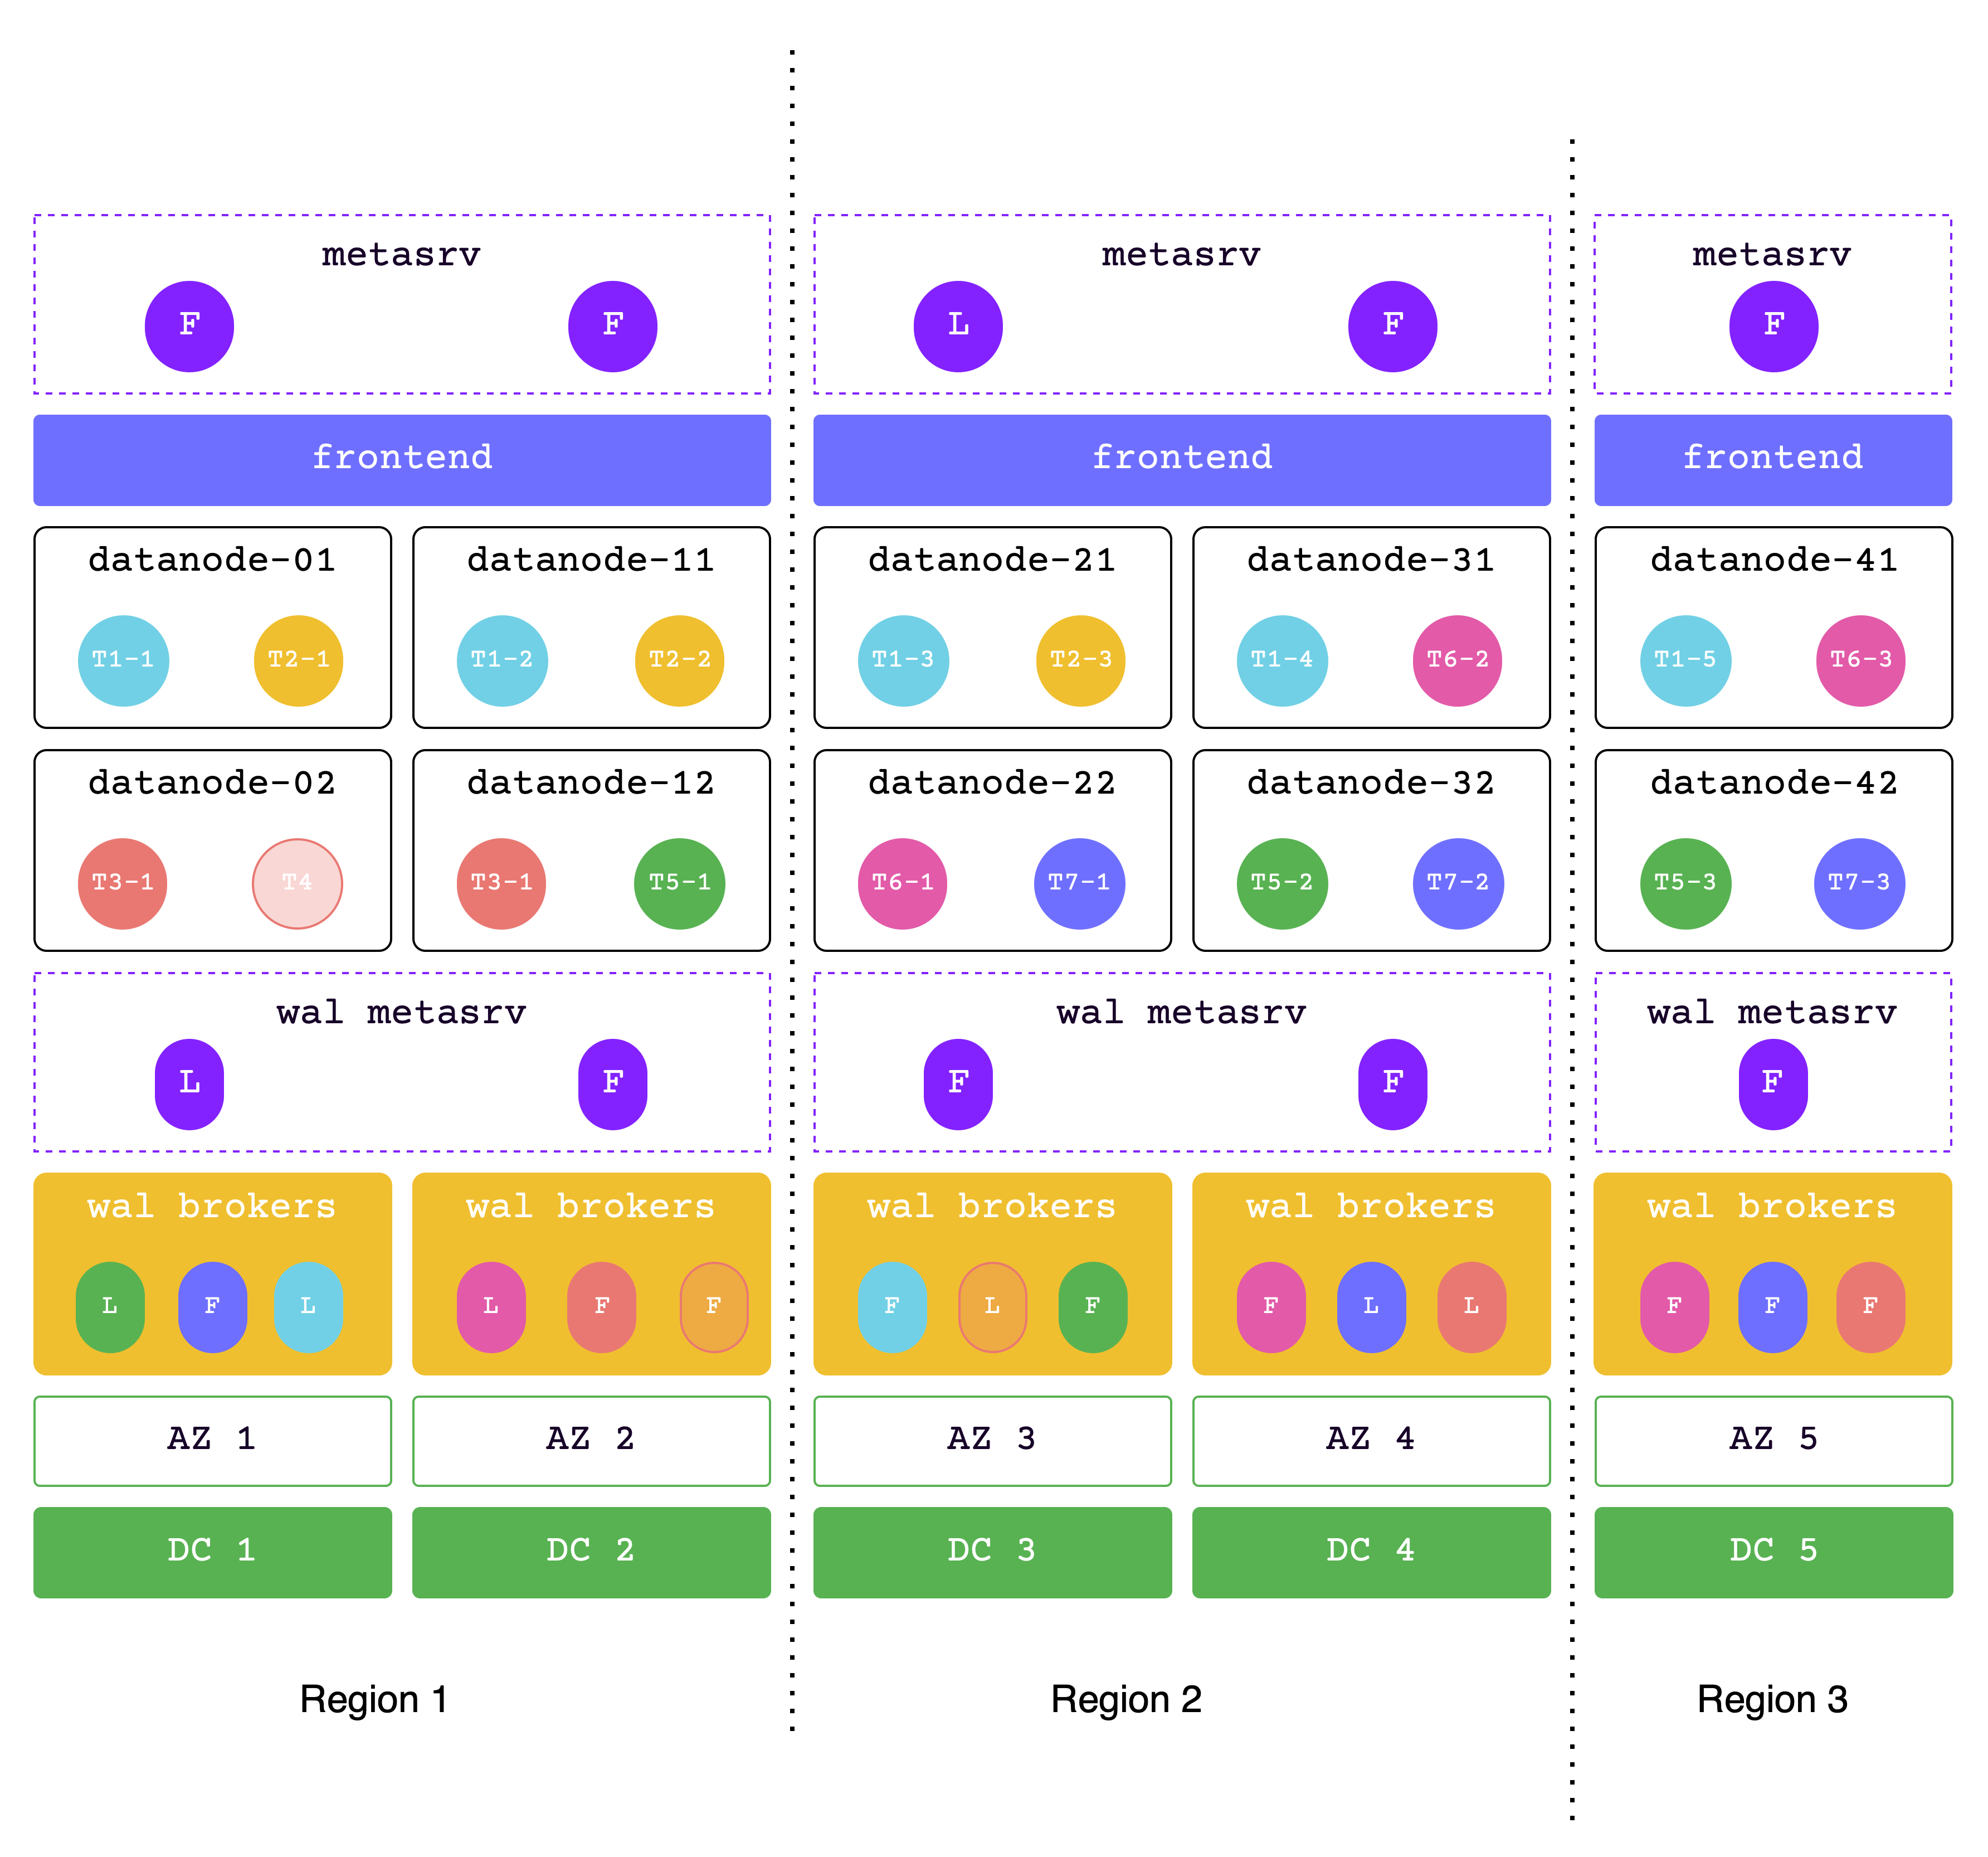 metasrv
F F
metasrv
L F
metasrv
F
frontend
frontend
frontend
datanode-01
T1-1 T2-1
datanode-11
T1-2 T2-2
datanode-21
T1-3 T2-3
datanode-31
T1-4 T6-2
datanode-41
T1-5 T6-3
datanode-02
T3-1 T4
datanode-12
T3-1 T5-1
datanode-22
T6-1 T7-1
datanode-32
T5-2 T7-2
datanode-42
T5-3 T7-3
wal metasrv
L F
wal metasrv
F F
wal metasrv
F
wal brokers
L F L
wal brokers
L F F
wal brokers
F L F
wal brokers
F L L
wal brokers
F F F
AZ 1
AZ 2
AZ 3
AZ 4
AZ 5
DC 1
DC 2
DC 3
DC 4
DC 5
Region 1
Region 2
Region 3